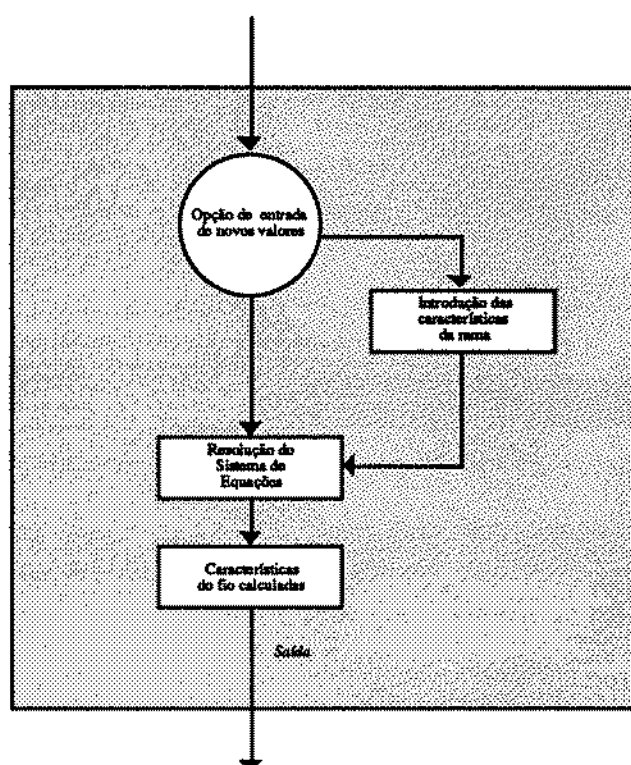 Opção de entrada
de novos valores
Introdução das
características
da rama
Resolução do
Sistema de
Equações
Características
do fio calculadas
Saída